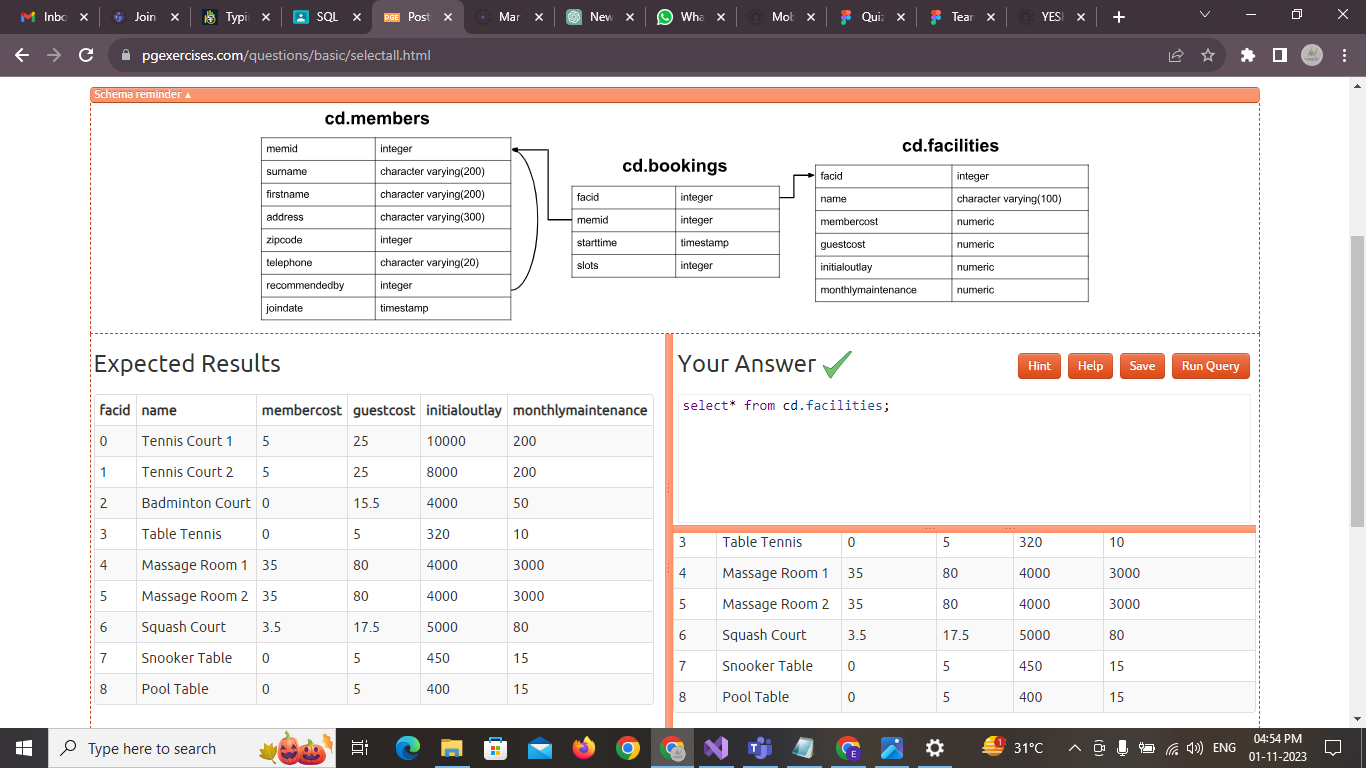 Inbo
Join
Typi
SQL
PGE Post
Mar
New
Wha
Mob
Quiz
Tear
YES!
pgexercises.com/questions/basic/selectall.html
Schema reminder ▴
cd.members
memid integer
surname character varying(200)
firstname character varying(200)
address character varying(300)
zipcode integer
telephone character varying(20)
recommendedby integer
joindate timestamp
cd.bookings
facid integer
memid integer
starttime timestamp
slots integer
cd.facilities
facid integer
name character varying(100)
membercost numeric
guestcost numeric
initialoutlay numeric
monthlymaintenance numeric
Expected Results
facid name membercost guestcost initialoutlay monthlymaintenance
0 Tennis Court 1 5 25 10000 200
1 Tennis Court 2 5 25 8000 200
2 Badminton Court 0 15.5 4000 50
3 Table Tennis 0 5 320 10
4 Massage Room 1 35 80 4000 3000
5 Massage Room 2 35 80 4000 3000
6 Squash Court 3.5 17.5 5000 80
7 Snooker Table 0 5 450 15
8 Pool Table 0 5 400 15
Your Answer
Hint Help Save Run Query
select* from cd.facilities;
3 Table Tennis 0 5 320 10
4 Massage Room 1 35 80 4000 3000
5 Massage Room 2 35 80 4000 3000
6 Squash Court 3.5 17.5 5000 80
7 Snooker Table 0 5 450 15
8 Pool Table 0 5 400 15
Type here to search
E
1
31°C
ENG
04:54 PM
01-11-2023